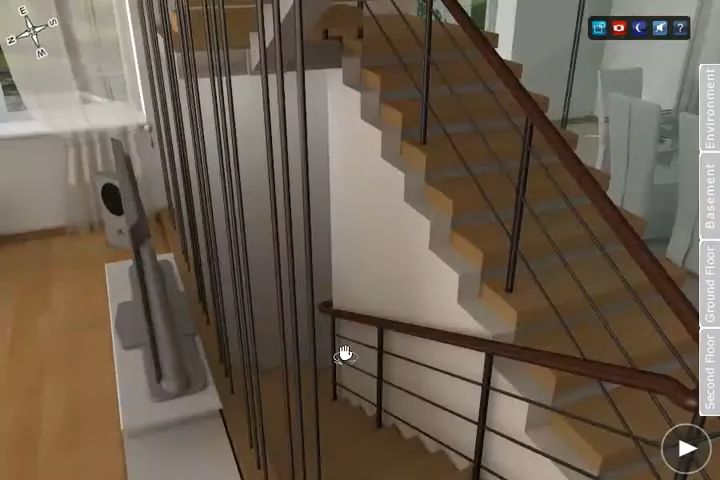 E
S
N
W
?
Environment
Basement
Ground Floor
Second Floor